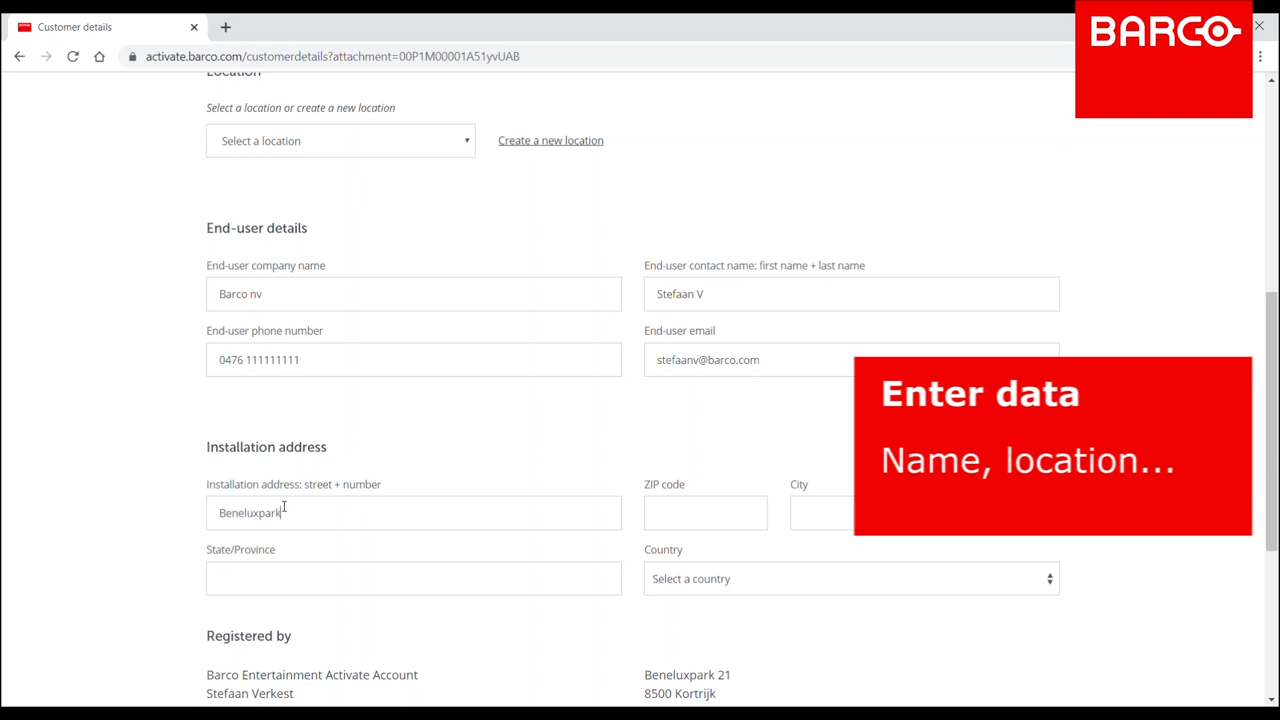 Customer details
BARCO
activate.barco.com/customerdetails?attachment=00P1M00001A51yvUAB
Location
Select a location or create a new location
Select a location
Create a new location
End-user details
End-user company name
End-user contact name: first name + last name
Barco nv
Stefaan V
End-user phone number
End-user email
0476 111111111
stefaanv@barco.com
Enter data
Name, location...
Installation address
Installation address: street + number
ZIP code
City
Beneluxpark
State/Province
Country
Select a country
Registered by
Barco Entertainment Activate Account
Beneluxpark 21
Stefaan Verkest
8500 Kortrijk